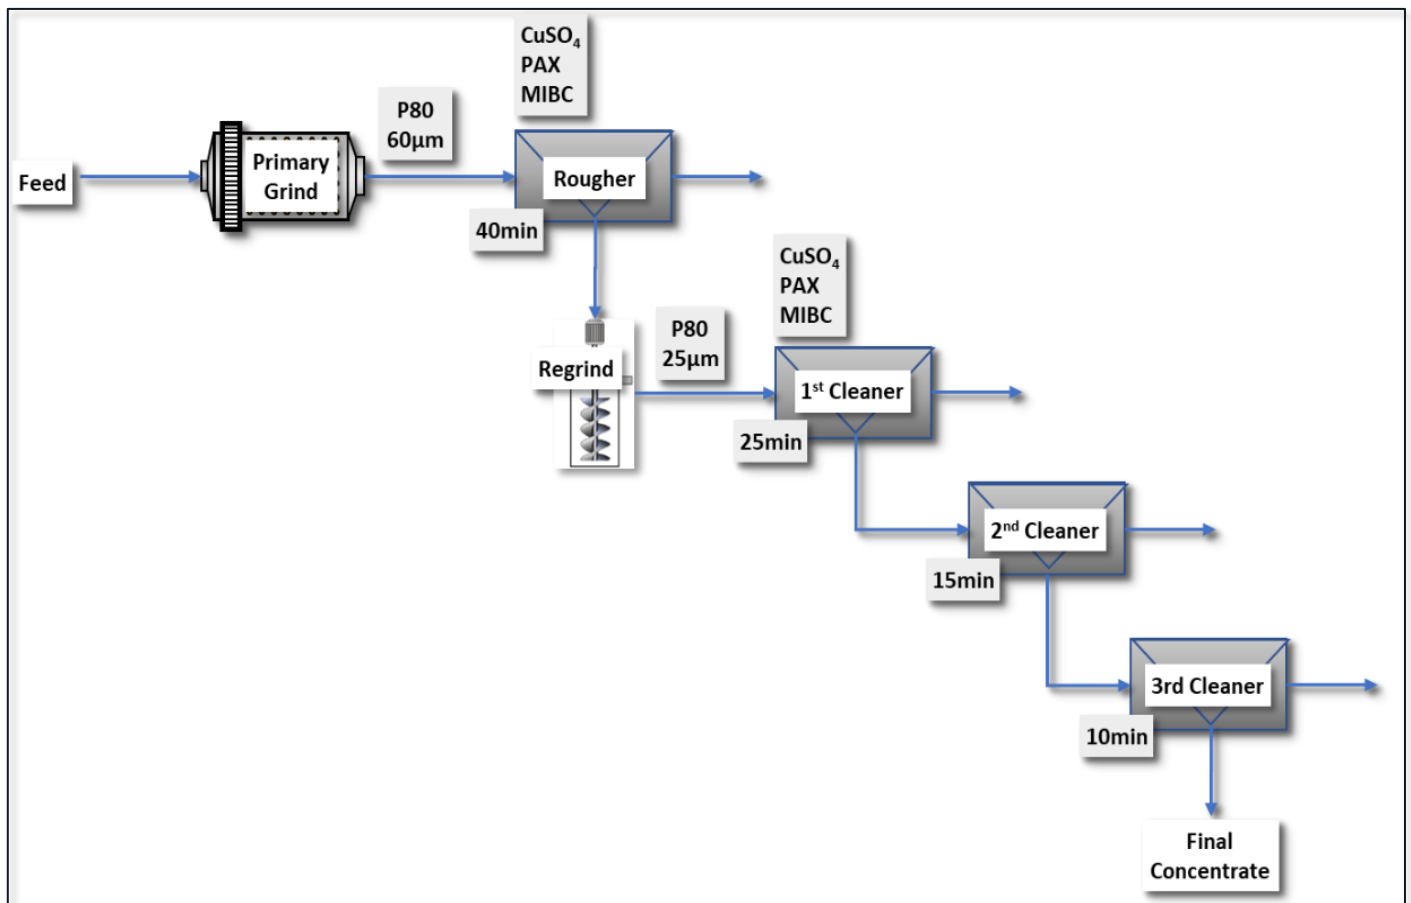 CuSO₄
PAX
MIBC
P80
60µm
Feed
Primary
Grind
Rougher
40min
CuSO₄
PAX
MIBC
P80
25µm
Regrind
1ˢᵗ Cleaner
25min
2ⁿᵈ Cleaner
15min
3rd Cleaner
10min
Final
Concentrate